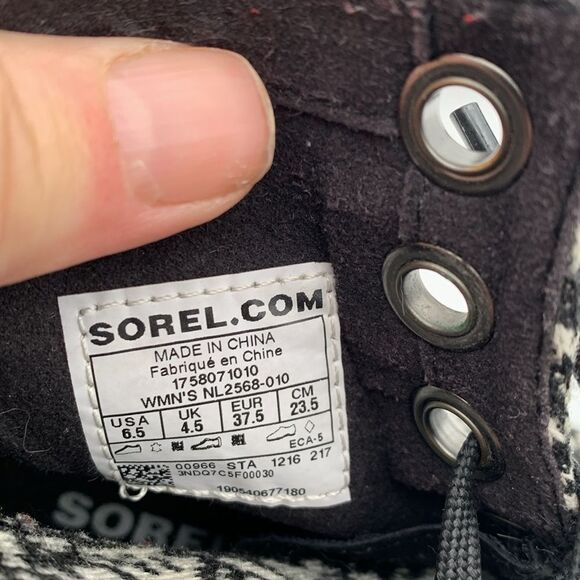 SOREL.COM
MADE IN CHINA
Fabriqué en Chine
1758071010
WMN'S NL2568-010
USA UK EUR CM
6.5 4.5 37.5 23.5
ECA-5
00966 STA 1216 217
3NDQ7C5F00030
190540677180
SOREL